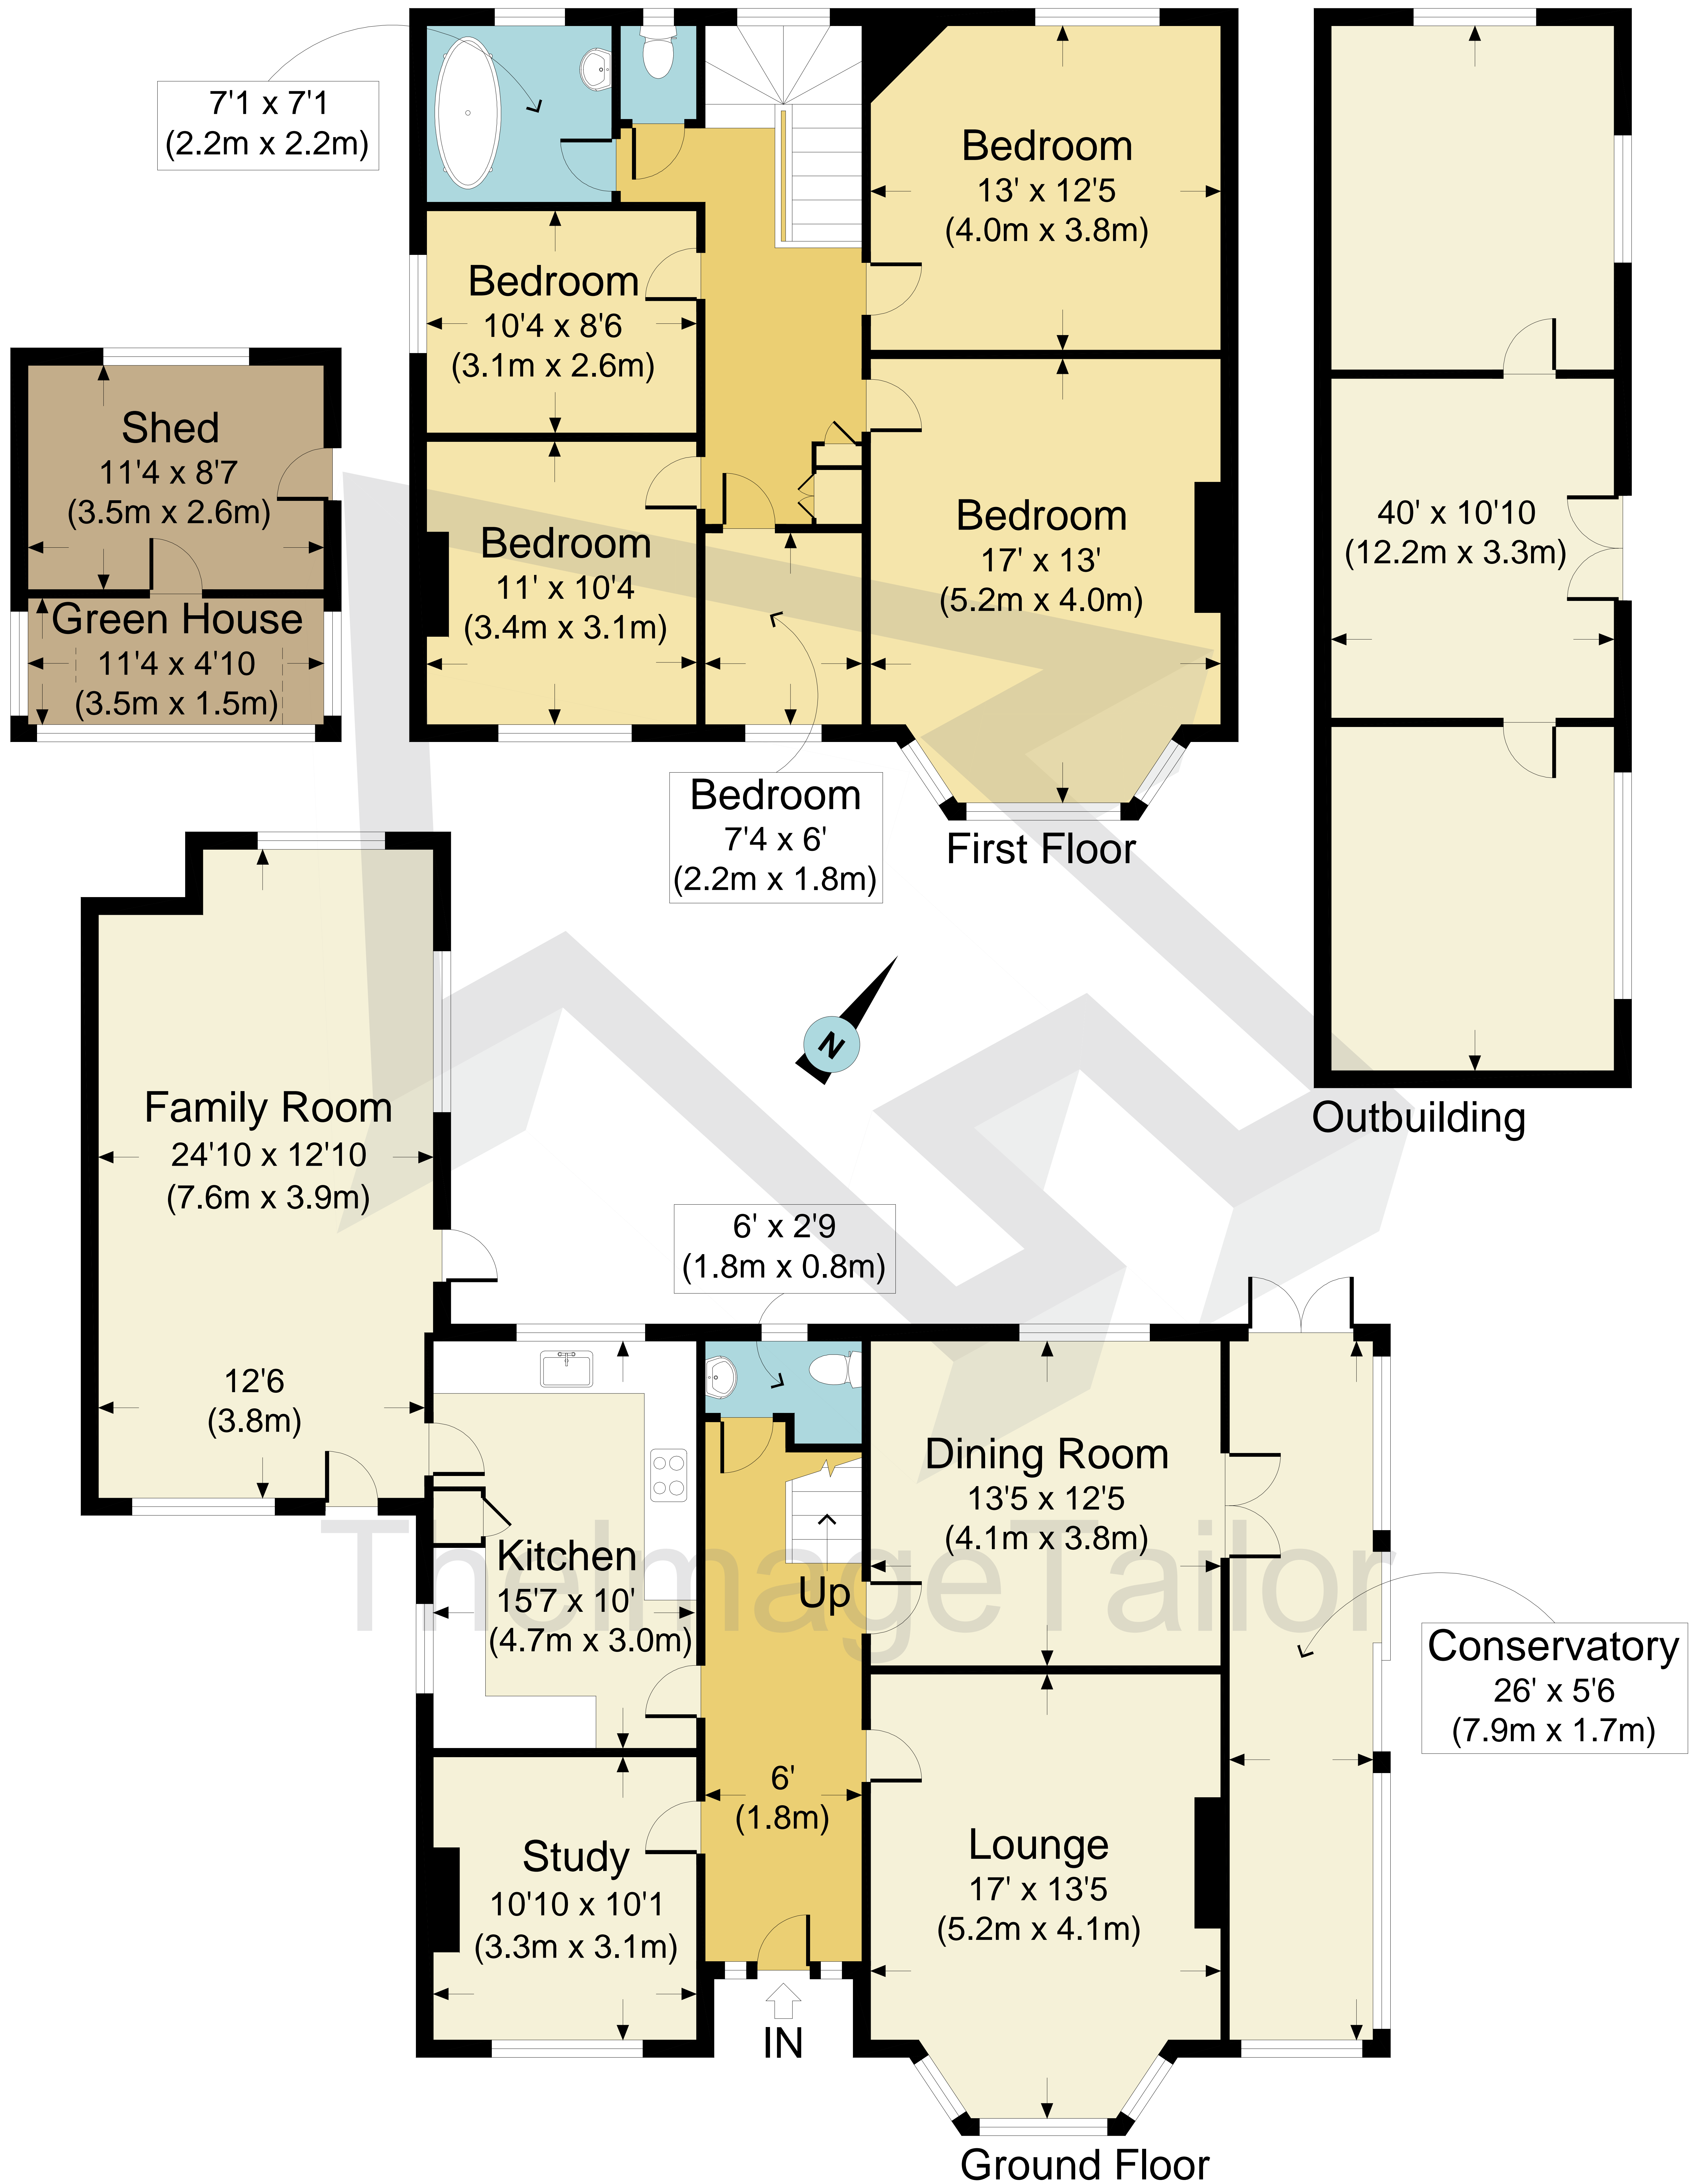 7'1 x 7'1
(2.2m x 2.2m)
Bedroom
13' x 12'5
(4.0m x 3.8m)
Bedroom
10'4 x 8'6
(3.1m x 2.6m)
Shed
11'4 x 8'7
(3.5m x 2.6m)
Green House
11'4 x 4'10
(3.5m x 1.5m)
Bedroom
11' x 10'4
(3.4m x 3.1m)
Bedroom
17' x 13'
(5.2m x 4.0m)
40' x 10'10
(12.2m x 3.3m)
Bedroom
7'4 x 6'
(2.2m x 1.8m)
First Floor
N
Outbuilding
Family Room
24'10 x 12'10
(7.6m x 3.9m)
12'6
(3.8m)
6' x 2'9
(1.8m x 0.8m)
Dining Room
13'5 x 12'5
(4.1m x 3.8m)
TheImageTailor
Kitchen
15'7 x 10'
(4.7m x 3.0m)
Up
Conservatory
26' x 5'6
(7.9m x 1.7m)
6'
(1.8m)
Study
10'10 x 10'1
(3.3m x 3.1m)
Lounge
17' x 13'5
(5.2m x 4.1m)
IN
Ground Floor